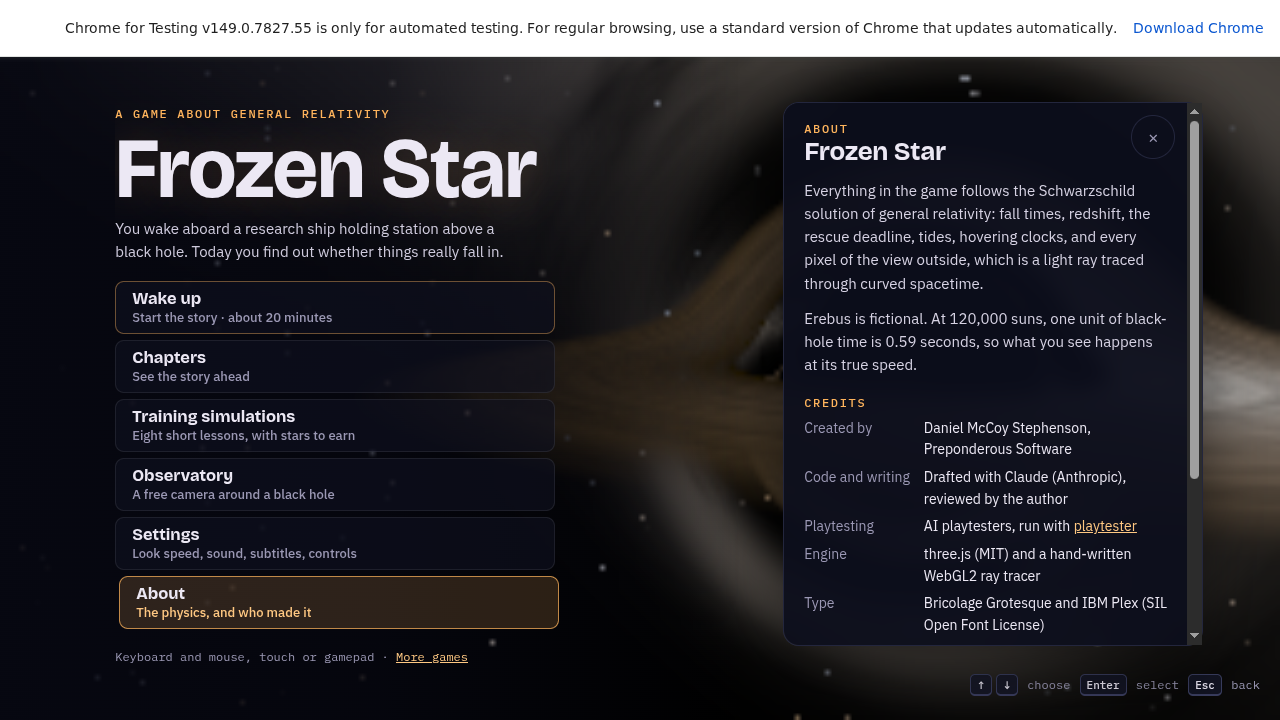 Chrome for Testing v149.0.7827.55 is only for automated testing. For regular browsing, use a standard version of Chrome that updates automatically. Download Chrome
A GAME ABOUT GENERAL RELATIVITY
Frozen Star
You wake aboard a research ship holding station above a
black hole. Today you find out whether things really fall in.
Wake up
Start the story · about 20 minutes
Chapters
See the story ahead
Training simulations
Eight short lessons, with stars to earn
Observatory
A free camera around a black hole
Settings
Look speed, sound, subtitles, controls
About
The physics, and who made it
Keyboard and mouse, touch or gamepad · More games
ABOUT
Frozen Star
×
Everything in the game follows the Schwarzschild
solution of general relativity: fall times, redshift, the
rescue deadline, tides, hovering clocks, and every
pixel of the view outside, which is a light ray traced
through curved spacetime.
Erebus is fictional. At 120,000 suns, one unit of black-
hole time is 0.59 seconds, so what you see happens
at its true speed.
CREDITS
Created by Daniel McCoy Stephenson,
Preponderous Software
Code and writing Drafted with Claude (Anthropic),
reviewed by the author
Playtesting AI playtesters, run with playtester
Engine three.js (MIT) and a hand-written
WebGL2 ray tracer
Type Bricolage Grotesque and IBM Plex (SIL
Open Font License)
↑ ↓ choose Enter select Esc back